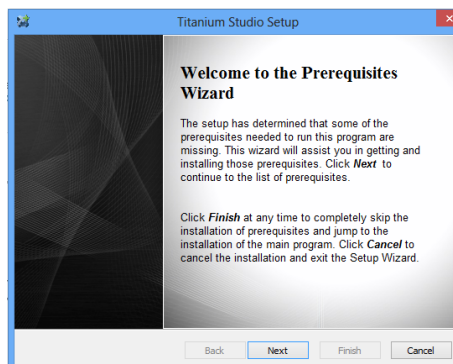 Titanium Studio Setup
Welcome to the Prerequisites
Wizard
The setup has determined that some of the
prerequisites needed to run this program are
missing. This wizard will assist you in getting and
installing those prerequisites. Click Next to
continue to the list of prerequisites.
Click Finish at any time to completely skip the
installation of prerequisites and jump to the
installation of the main program. Click Cancel to
cancel the installation and exit the Setup Wizard.
Back Next Finish Cancel